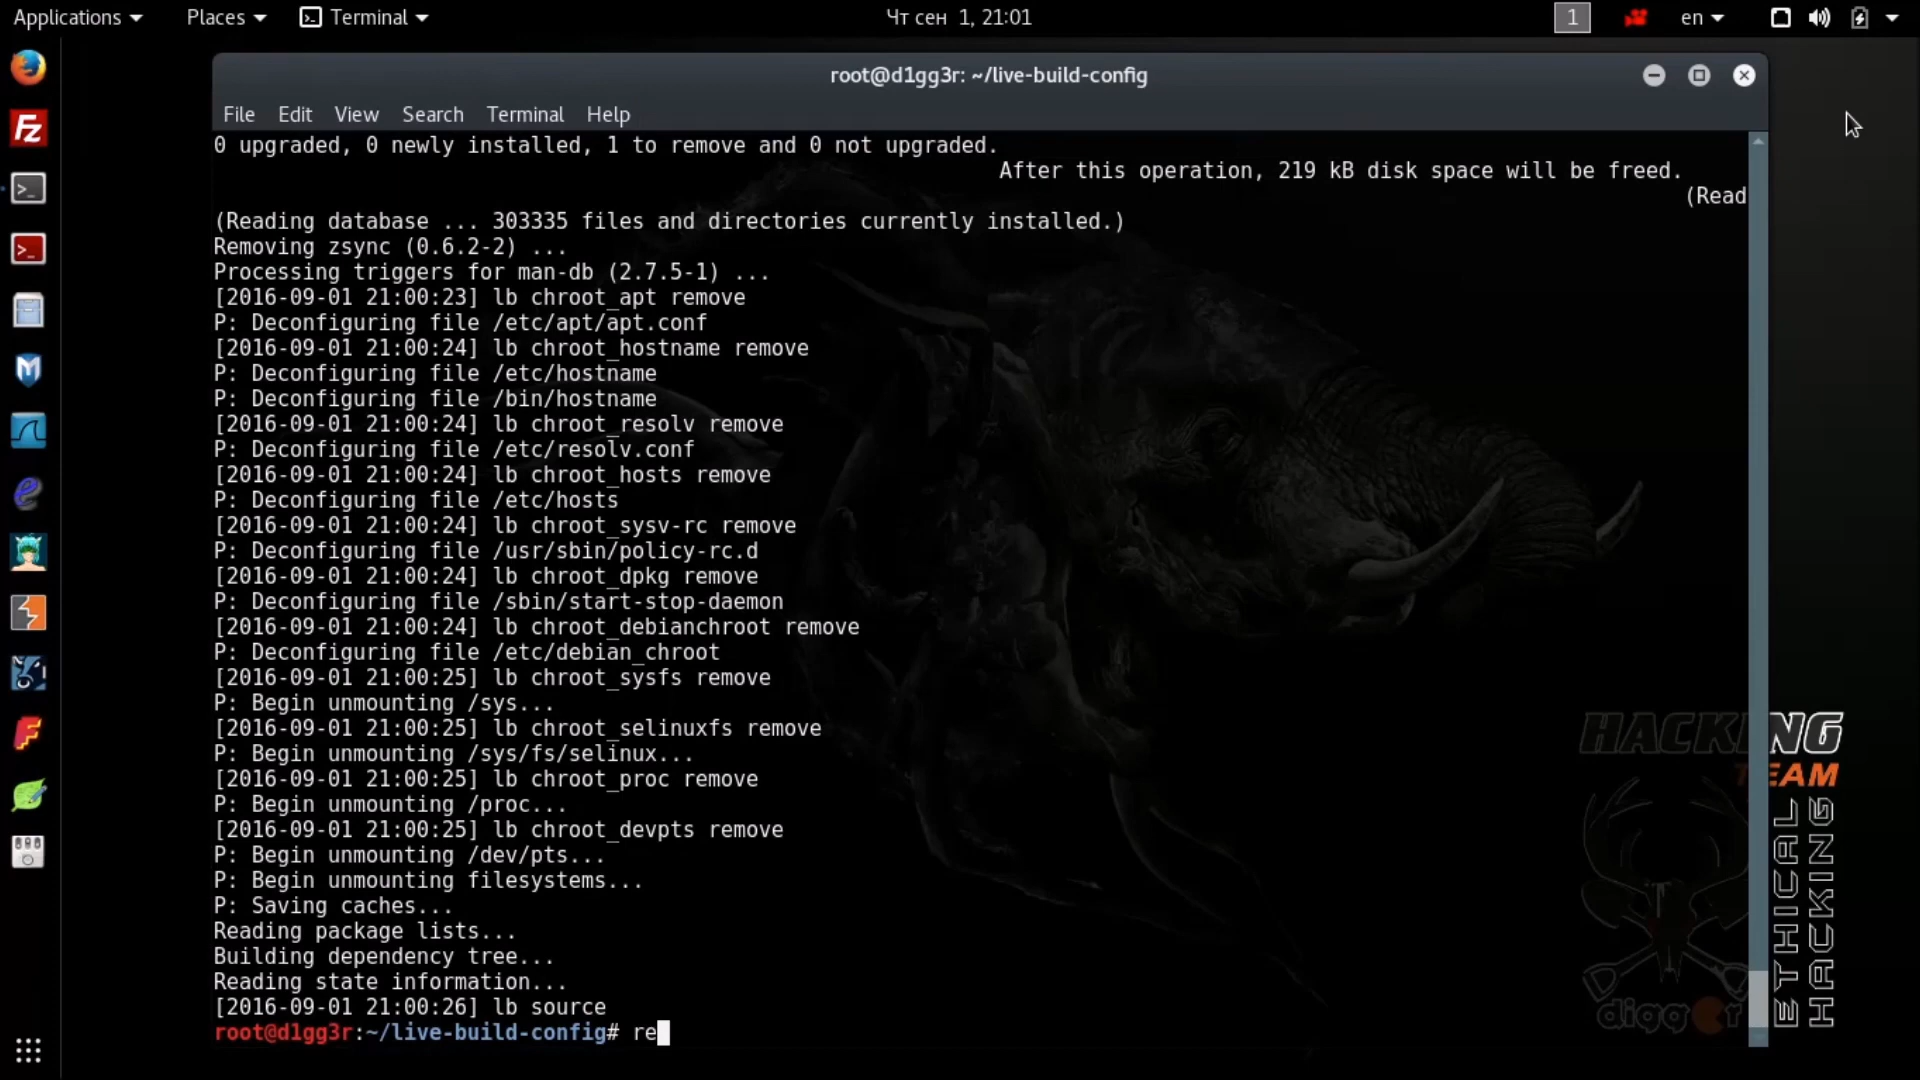 Applications Places Terminal Чт сен 1, 21:01 1 en
root@d1gg3r: ~/live-build-config
File Edit View Search Terminal Help
0 upgraded, 0 newly installed, 1 to remove and 0 not upgraded.
After this operation, 219 kB disk space will be freed.
(Read
(Reading database ... 303335 files and directories currently installed.)
Removing zsync (0.6.2-2) ...
Processing triggers for man-db (2.7.5-1) ...
[2016-09-01 21:00:23] lb chroot_apt remove
P: Deconfiguring file /etc/apt/apt.conf
[2016-09-01 21:00:24] lb chroot_hostname remove
P: Deconfiguring file /etc/hostname
P: Deconfiguring file /bin/hostname
[2016-09-01 21:00:24] lb chroot_resolv remove
P: Deconfiguring file /etc/resolv.conf
[2016-09-01 21:00:24] lb chroot_hosts remove
P: Deconfiguring file /etc/hosts
[2016-09-01 21:00:24] lb chroot_sysv-rc remove
P: Deconfiguring file /usr/sbin/policy-rc.d
[2016-09-01 21:00:24] lb chroot_dpkg remove
P: Deconfiguring file /sbin/start-stop-daemon
[2016-09-01 21:00:24] lb chroot_debianchroot remove
P: Deconfiguring file /etc/debian_chroot
[2016-09-01 21:00:25] lb chroot_sysfs remove
P: Begin unmounting /sys...
[2016-09-01 21:00:25] lb chroot_selinuxfs remove
P: Begin unmounting /sys/fs/selinux...
[2016-09-01 21:00:25] lb chroot_proc remove
P: Begin unmounting /proc...
[2016-09-01 21:00:25] lb chroot_devpts remove
P: Begin unmounting /dev/pts...
P: Begin unmounting filesystems...
P: Saving caches...
Reading package lists...
Building dependency tree...
Reading state information...
[2016-09-01 21:00:26] lb source
root@d1gg3r:~/live-build-config# re
HACKING
TEAM
ETHICAL
HACKING
digger